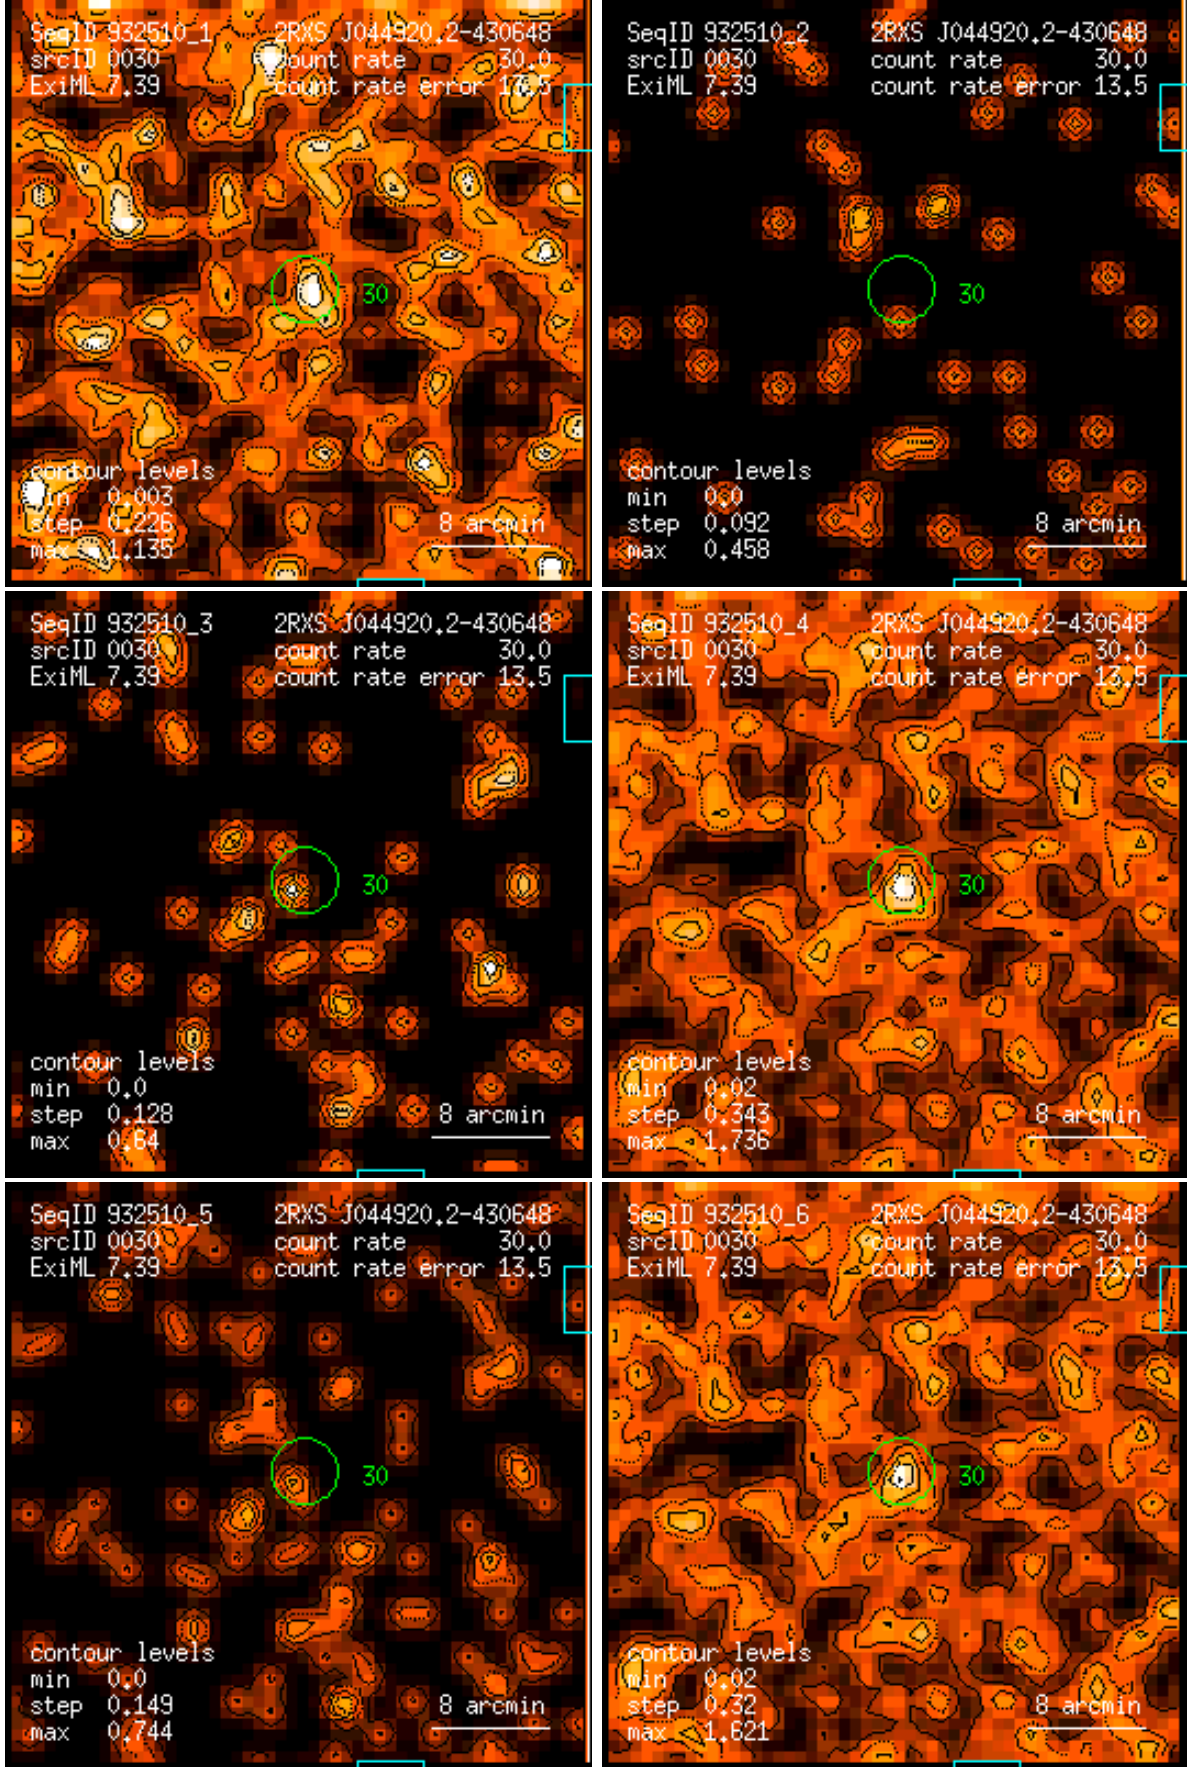 SeqID 932510_1 2RXS J044920.2-430648
srcID 0030 count rate 30.0
ExiML 7.39 count rate error 13.5
30
contour levels
min 0.003
step 0.226
max 1.135
8 arcmin
SeqID 932510_2 2RXS J044920.2-430648
srcID 0030 count rate 30.0
ExiML 7.39 count rate error 13.5
30
contour levels
min 0.0
step 0.092
max 0.458
8 arcmin
SeqID 932510_3 2RXS J044920.2-430648
srcID 0030 count rate 30.0
ExiML 7.39 count rate error 13.5
30
contour levels
min 0.0
step 0.128
max 0.64
8 arcmin
SeqID 932510_4 2RXS J044920.2-430648
srcID 0030 count rate 30.0
ExiML 7.39 count rate error 13.5
30
contour levels
min 0.02
step 0.343
max 1.736
8 arcmin
SeqID 932510_5 2RXS J044920.2-430648
srcID 0030 count rate 30.0
ExiML 7.39 count rate error 13.5
30
contour levels
min 0.0
step 0.149
max 0.744
8 arcmin
SeqID 932510_6 2RXS J044920.2-430648
srcID 0030 count rate 30.0
ExiML 7.39 count rate error 13.5
30
contour levels
min 0.02
step 0.32
max 1.621
8 arcmin